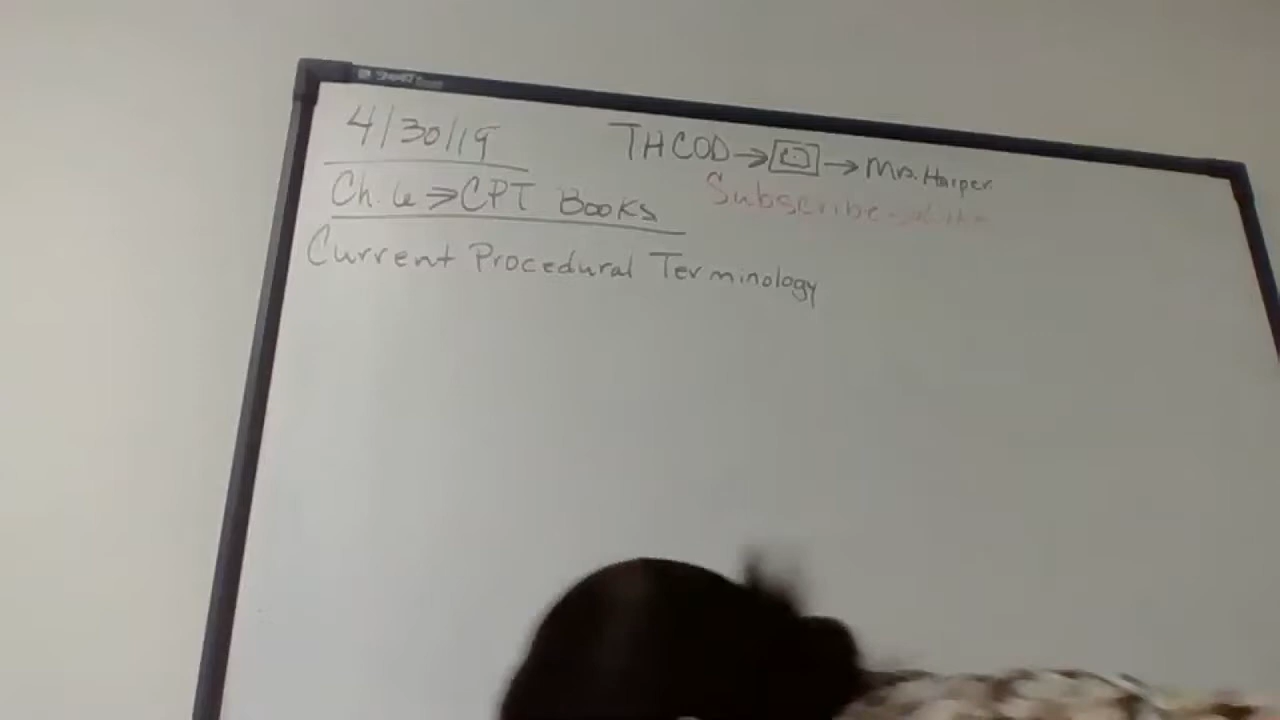 4/30/19
THCOD → → Mrs. Harper
Ch. 6 ⇒ CPT Books
Subscribe
Current Procedural Terminology